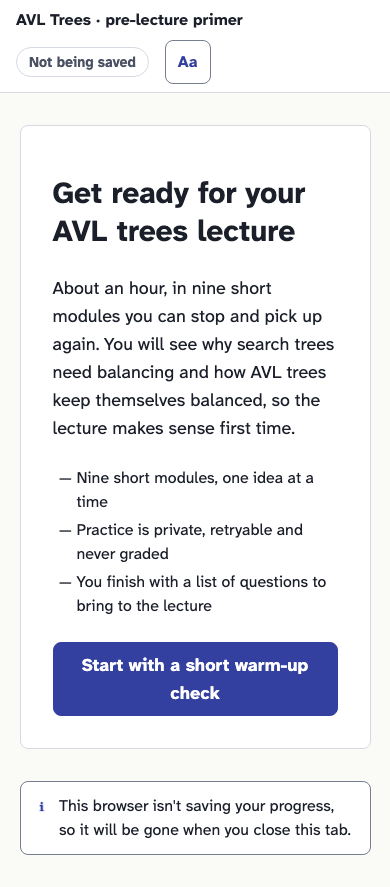 AVL Trees · pre-lecture primer
Not being saved
Aa
Get ready for your
AVL trees lecture
About an hour, in nine short
modules you can stop and pick up
again. You will see why search trees
need balancing and how AVL trees
keep themselves balanced, so the
lecture makes sense first time.
— Nine short modules, one idea at a
time
— Practice is private, retryable and
never graded
— You finish with a list of questions to
bring to the lecture
Start with a short warm-up
check
i This browser isn't saving your progress,
so it will be gone when you close this tab.